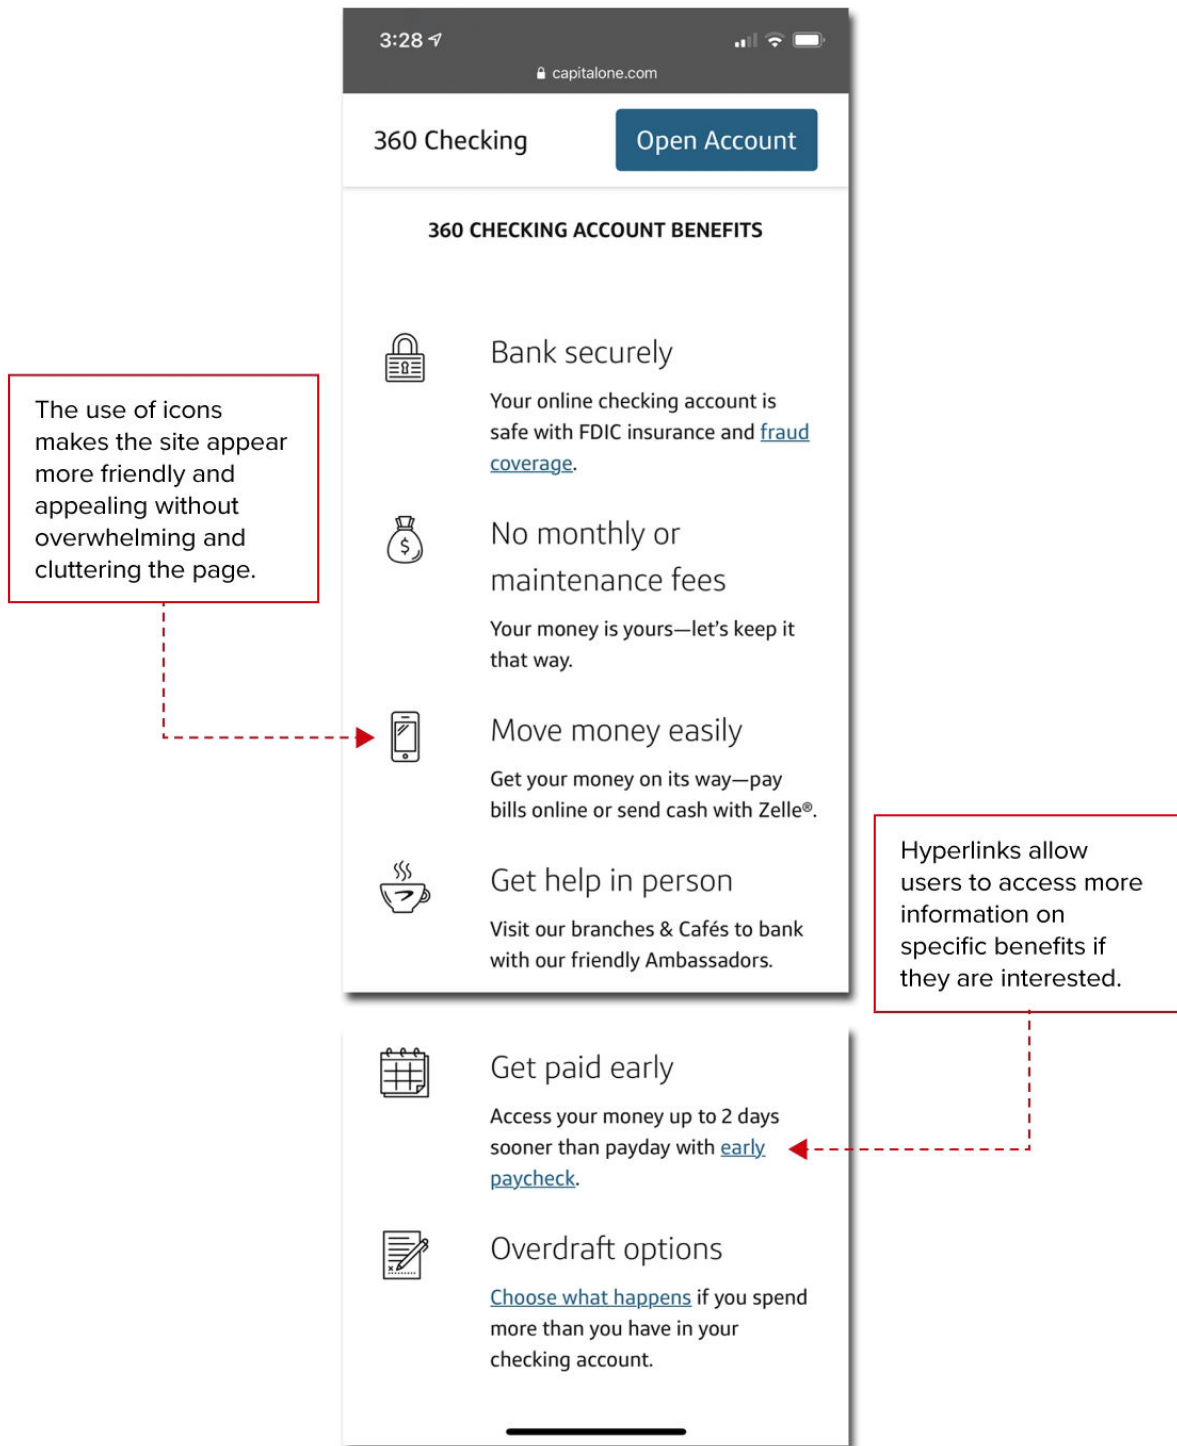 3:28
capitalone.com
360 Checking
Open Account
360 CHECKING ACCOUNT BENEFITS
Bank securely
Your online checking account is
safe with FDIC insurance and fraud
coverage.
The use of icons
makes the site appear
more friendly and
appealing without
overwhelming and
cluttering the page.
$
No monthly or
maintenance fees
Your money is yours—let's keep it
that way.
Move money easily
Get your money on its way—pay
bills online or send cash with Zelle®.
Get help in person
Visit our branches & Cafés to bank
with our friendly Ambassadors.
Hyperlinks allow
users to access more
information on
specific benefits if
they are interested.
Get paid early
Access your money up to 2 days
sooner than payday with early
paycheck.
Overdraft options
Choose what happens if you spend
more than you have in your
checking account.